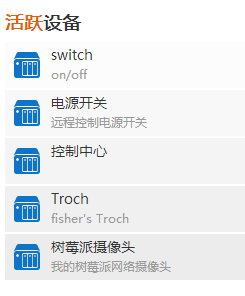 活跃设备
switch
on/off
电源开关
远程控制电源开关
控制中心
Troch
fisher's Troch
树莓派摄像头
我的树莓派网络摄像头